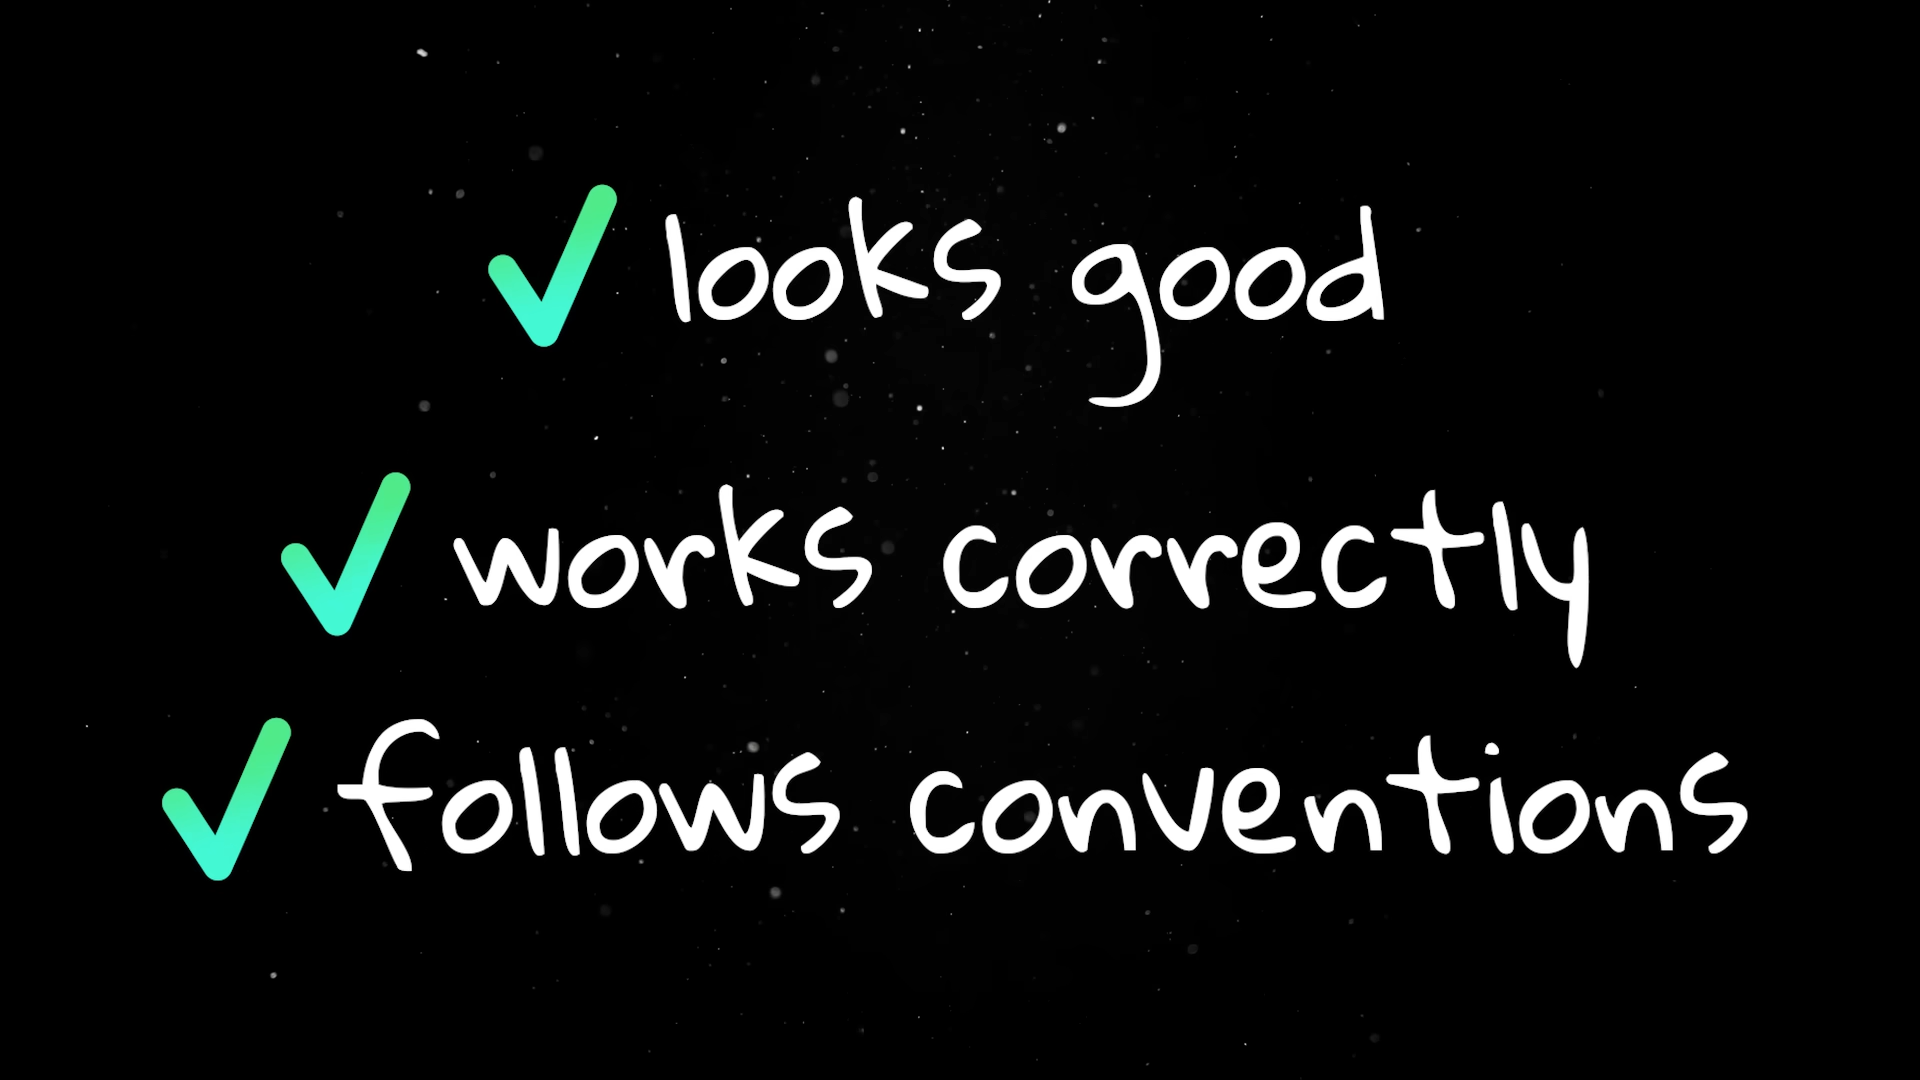 ✓ looks good
✓ works correctly
✓ follows conventions